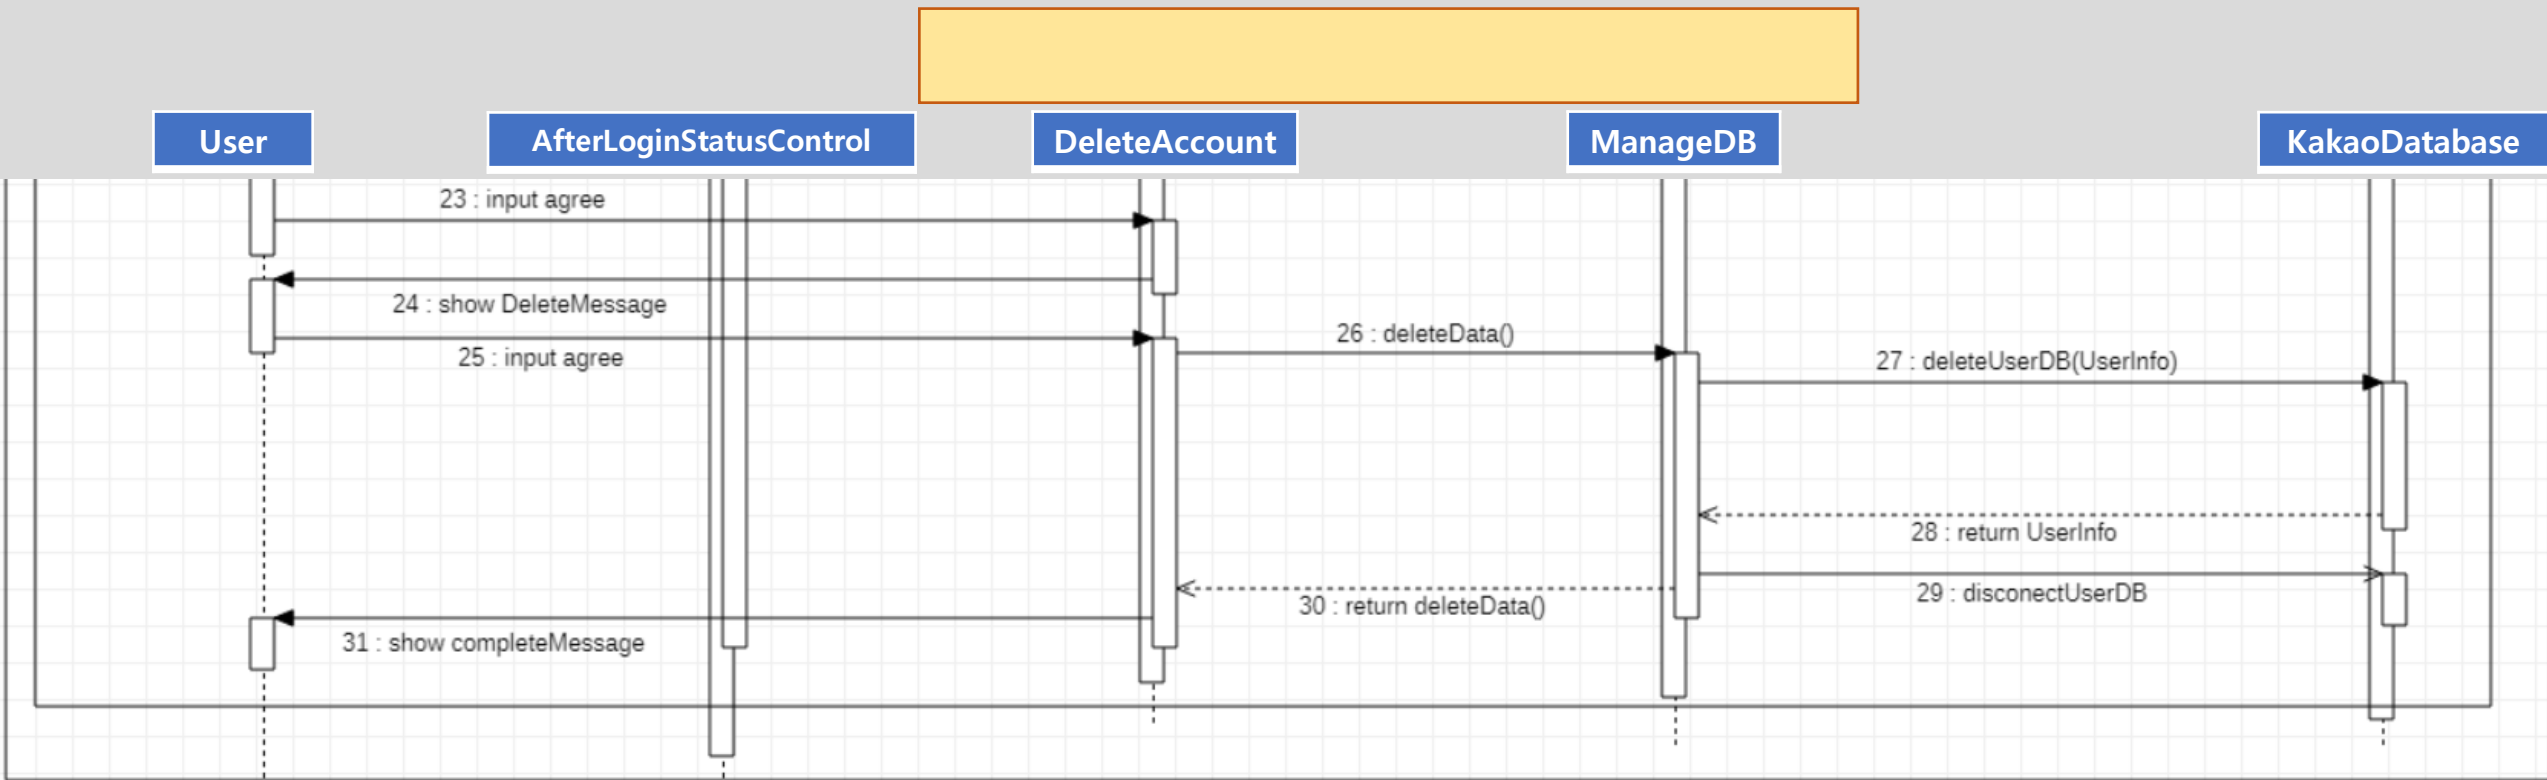 User
AfterLoginStatusControl
DeleteAccount
ManageDB
KakaoDatabase
23 : input agree
24 : show DeleteMessage
25 : input agree
26 : deleteData()
27 : deleteUserDB(UserInfo)
28 : return UserInfo
29 : disconectUserDB
30 : return deleteData()
31 : show completeMessage